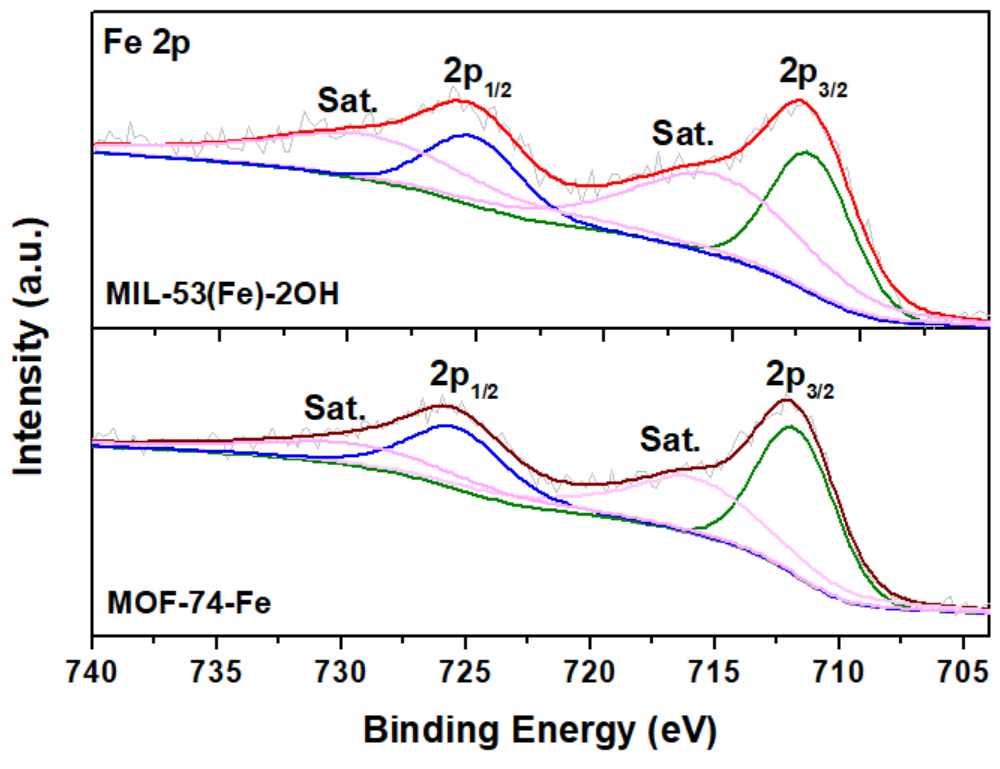 Fe 2p
Sat.
2p1/2
Sat.
2p3/2
MIL-53(Fe)-2OH
Sat.
2p1/2
Sat.
2p3/2
MOF-74-Fe
740 735 730 725 720 715 710 705
Binding Energy (eV)
Intensity (a.u.)